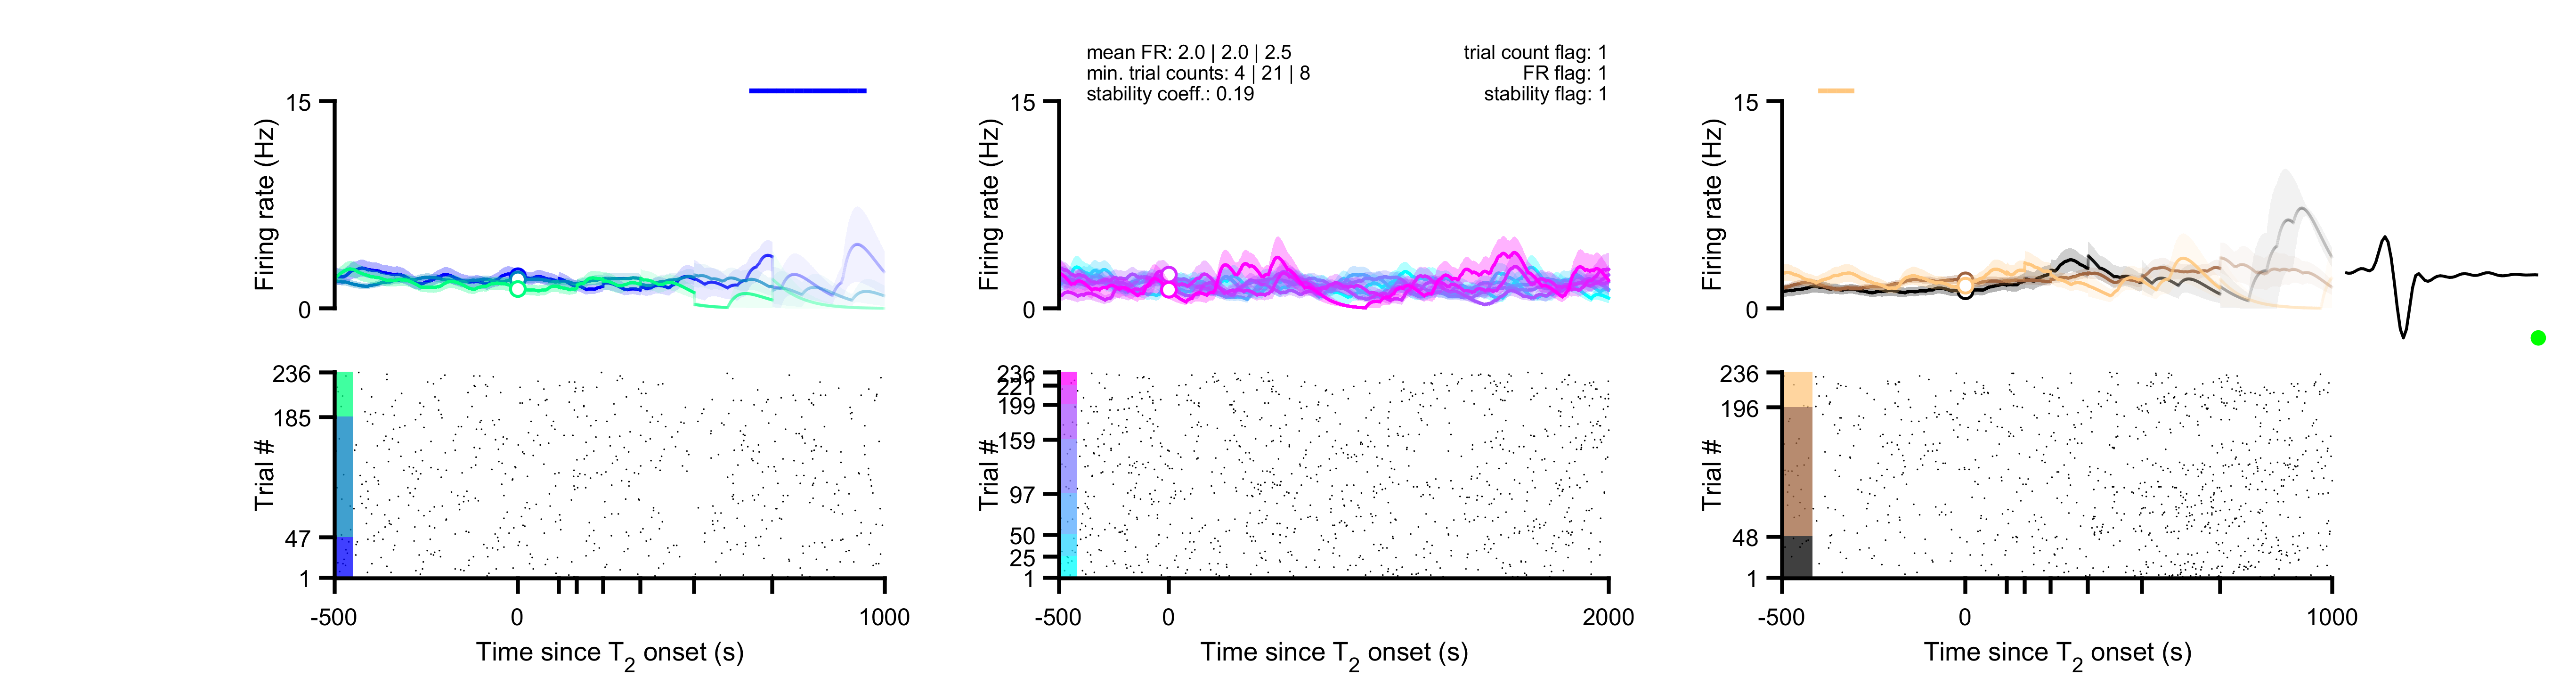 mean FR: 2.0 | 2.0 | 2.5
min. trial counts: 4 | 21 | 8
stability coeff.: 0.19
trial count flag: 1
FR flag: 1
stability flag: 1
15
0
Firing rate (Hz)
236
185
47
1
Trial #
-500
0
1000
Time since T2 onset (s)
15
0
Firing rate (Hz)
236
221
199
159
97
50
25
1
Trial #
-500
0
2000
Time since T2 onset (s)
15
0
Firing rate (Hz)
236
196
48
1
Trial #
-500
0
1000
Time since T2 onset (s)